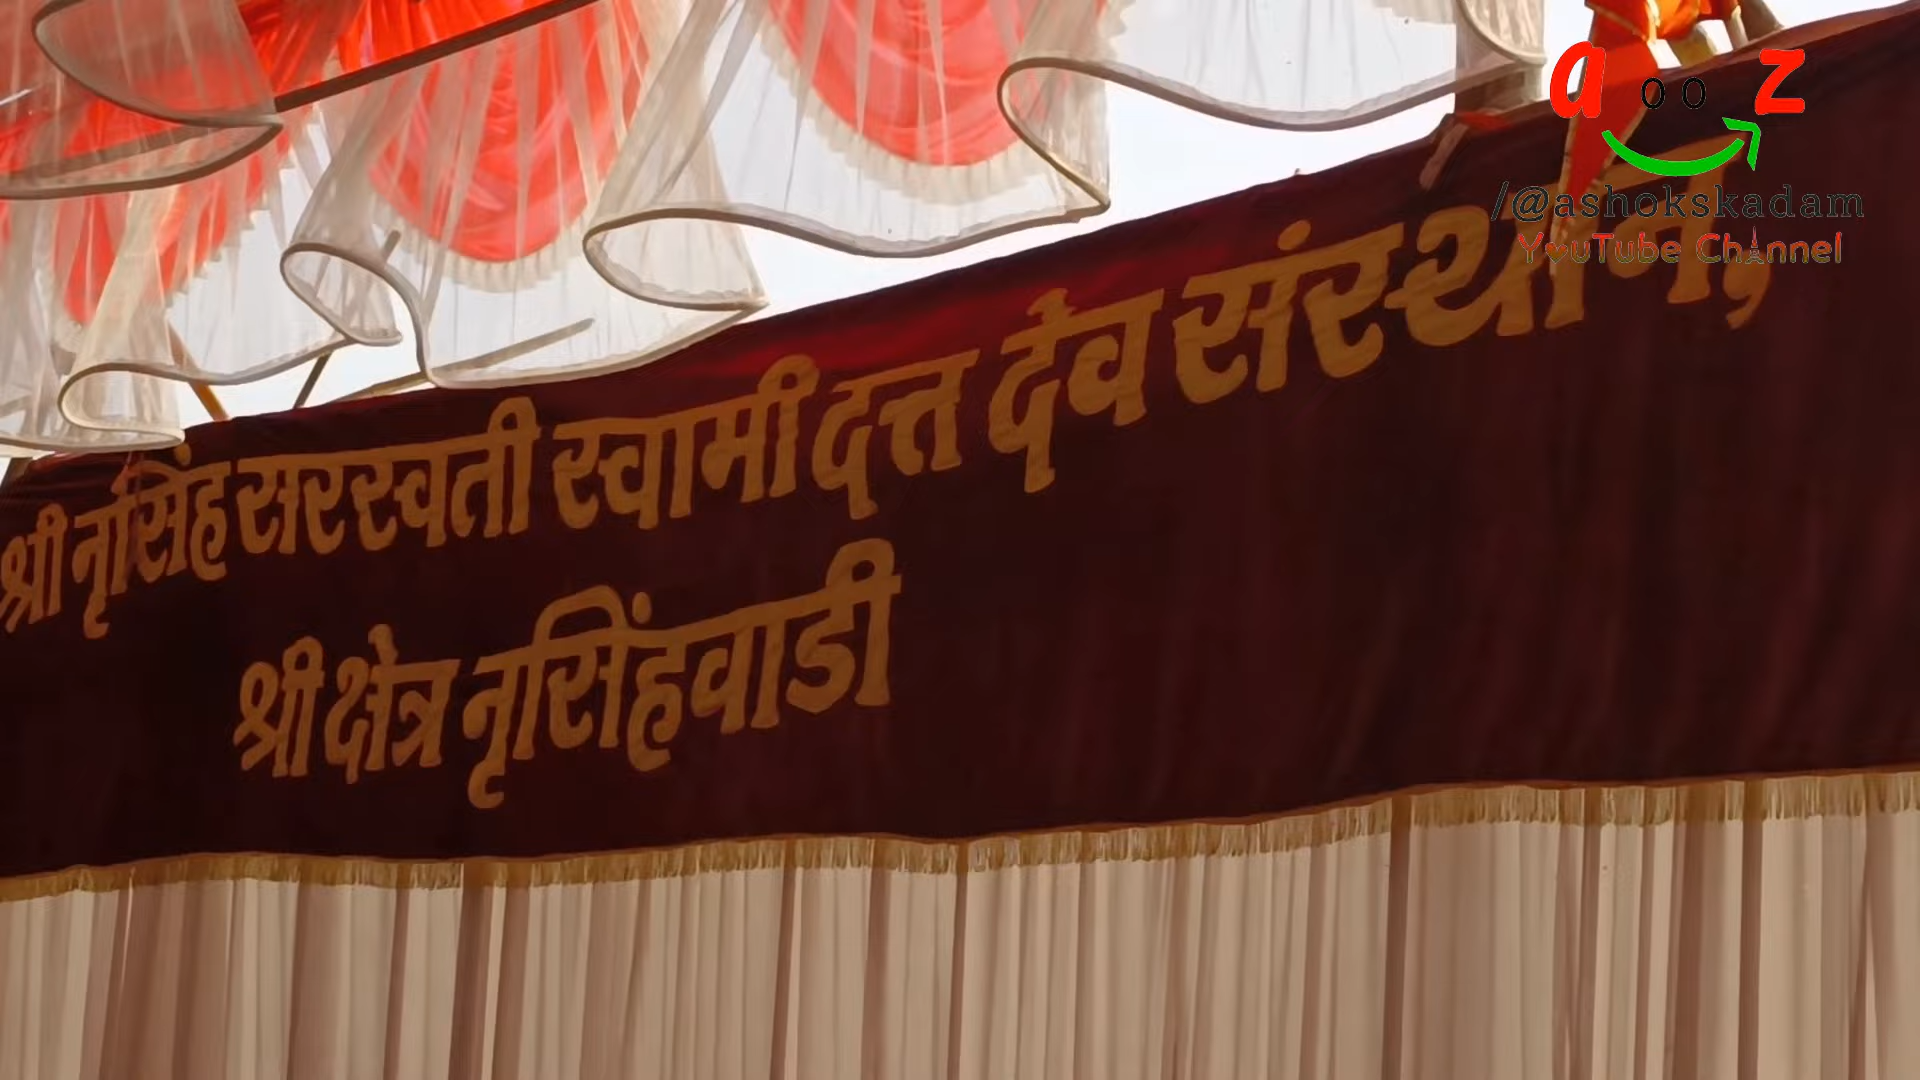 a oo z
/@ashokskadam
YouTube Channel
श्री नृसिंह सरस्वती स्वामी दत्त देव संस्थान,
श्री क्षेत्र नृसिंहवाडी